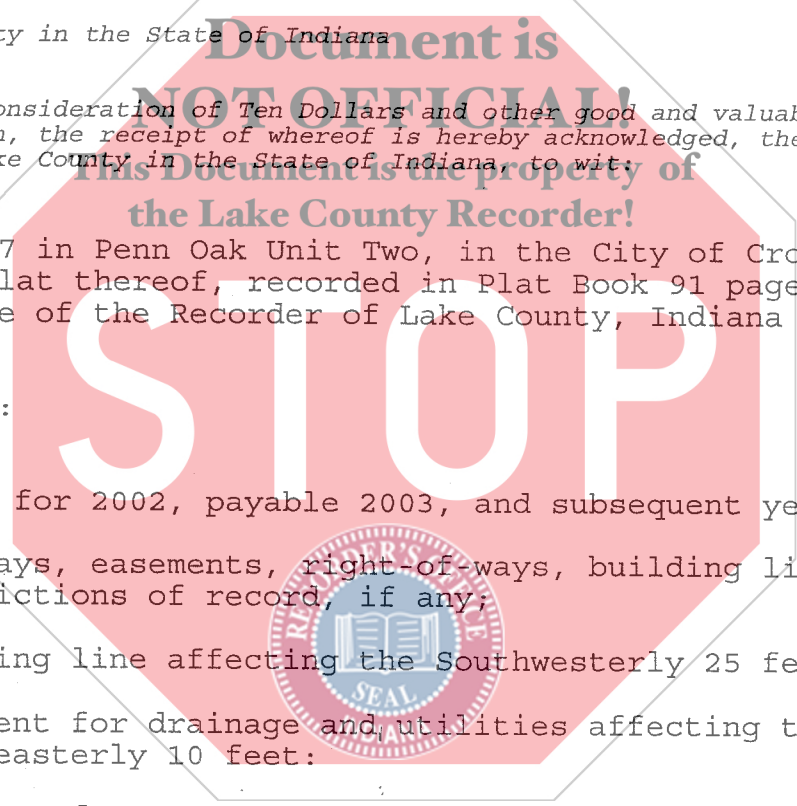 ty in the State of Indiana
Document is
NOT OFFICIAL!
onsideration of Ten Dollars and other good and valuab
n, the receipt of whereof is hereby acknowledged, the
ke County in the State of Indiana, to wit:
This Document is the property of
the Lake County Recorder!
7 in Penn Oak Unit Two, in the City of Cro
lat thereof, recorded in Plat Book 91 page
e of the Recorder of Lake County, Indiana
STOP
:
for 2002, payable 2003, and subsequent ye
ays, easements, right-of-ways, building li
ictions of record, if any;
RECORDER'S OFFICE
ing line affecting the Southwesterly 25 fe
SEAL
INDIANA
ent for drainage and utilities affecting t
easterly 10 feet: